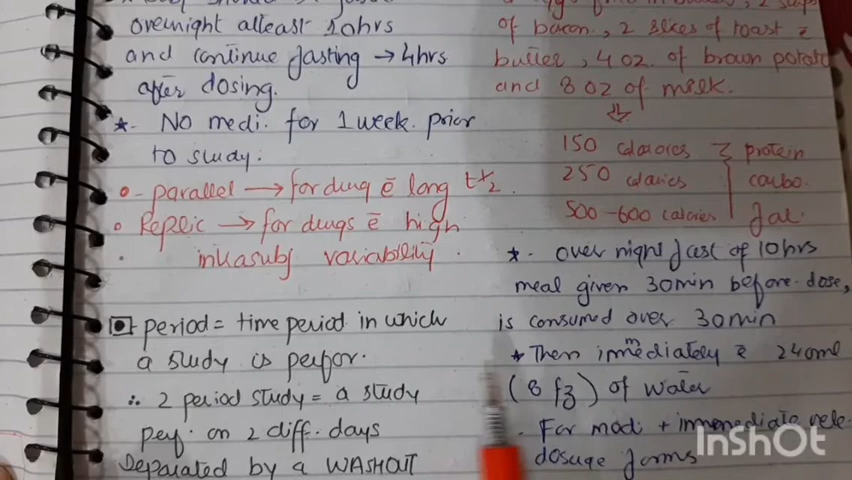 overnight atleast 10hrs
and continue fasting → 4hrs
after dosing.
* No medi. for 1 week prior
to study.
- parallel → for drug c̄ long t½.
Replic → for drugs c̄ high
intrasubj variability.
period = time period in which
a study is perfor.
∴ 2 period study = a study
perf. on 2 diff. days
separated by a WASHOUT
of bacon, 2 slices of toast c̄
butter, 4 oz. of brown potato
and 8 oz of milk.
150 calories protein
250 calories carbo.
500-600 calories fat.
* - over night fast of 10hrs
meal given 30min before dose,
is consumed over 30min
* Then immediately c̄ 240ml
(8 fʒ) of water
- For modi + immediate rele.
dosage forms
InShOt